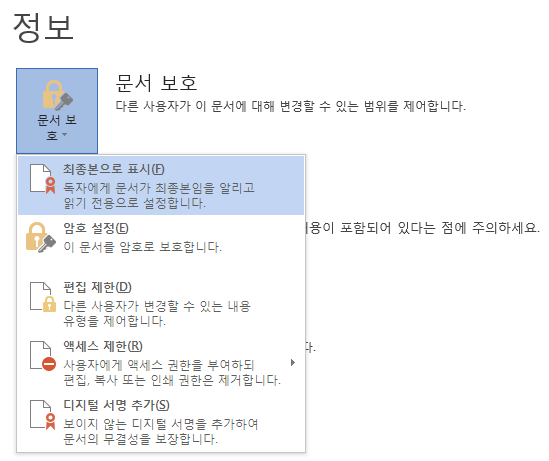 정보
문서 보
호
문서 보호
다른 사용자가 이 문서에 대해 변경할 수 있는 범위를 제어합니다.
최종본으로 표시(F)
독자에게 문서가 최종본임을 알리고
읽기 전용으로 설정합니다.
암호 설정(E)
이 문서를 암호로 보호합니다.
포함되어 있다는 점에 주의하세요.
편집 제한(D)
다른 사용자가 변경할 수 있는 내용
유형을 제어합니다.
액세스 제한(R)
사용자에게 액세스 권한을 부여하되
편집, 복사 또는 인쇄 권한은 제거합니다.
디지털 서명 추가(S)
보이지 않는 디지털 서명을 추가하여
문서의 무결성을 보장합니다.